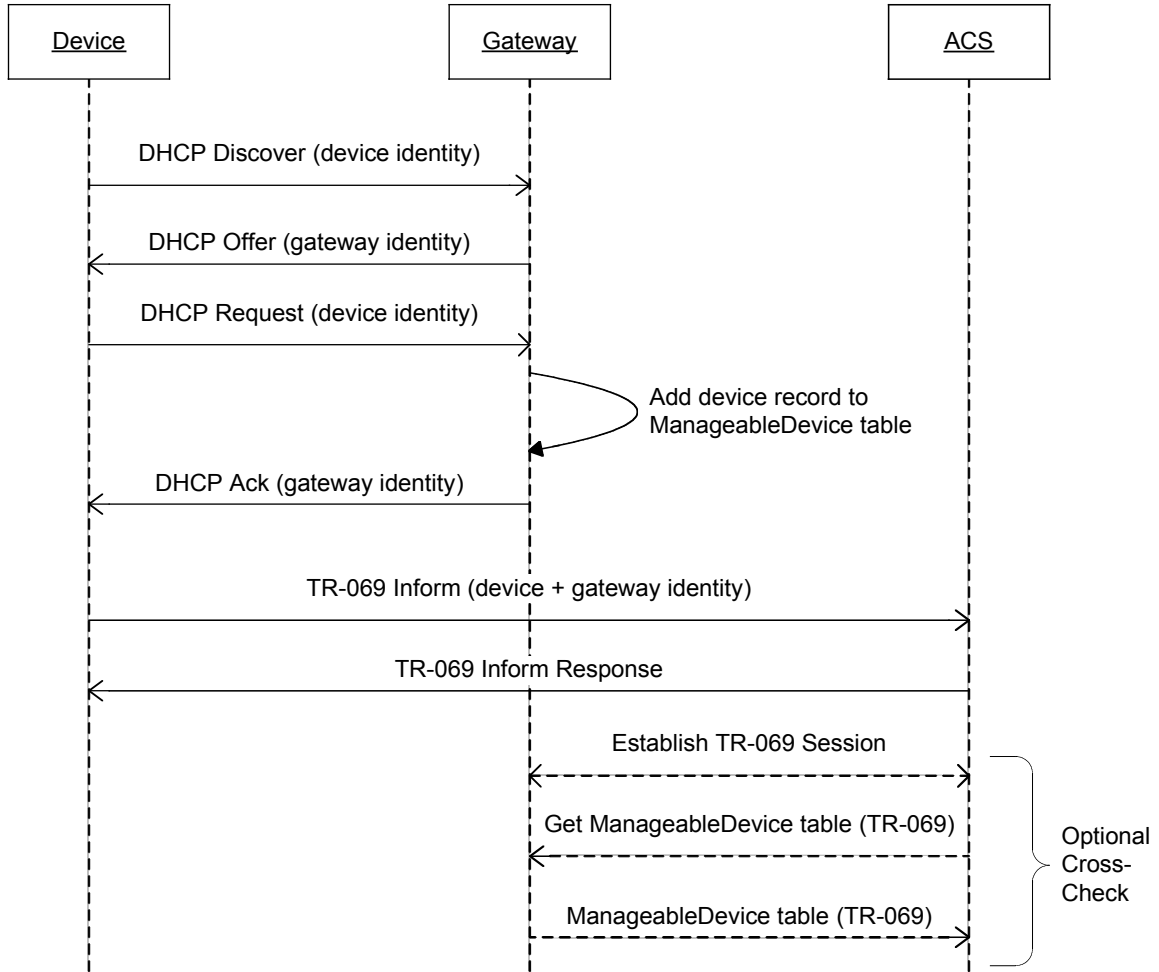 Device
Gateway
ACS
DHCP Discover (device identity)
DHCP Offer (gateway identity)
DHCP Request (device identity)
Add device record to
ManageableDevice table
DHCP Ack (gateway identity)
TR-069 Inform (device + gateway identity)
TR-069 Inform Response
Establish TR-069 Session
Get ManageableDevice table (TR-069)
ManageableDevice table (TR-069)
Optional
Cross-
Check